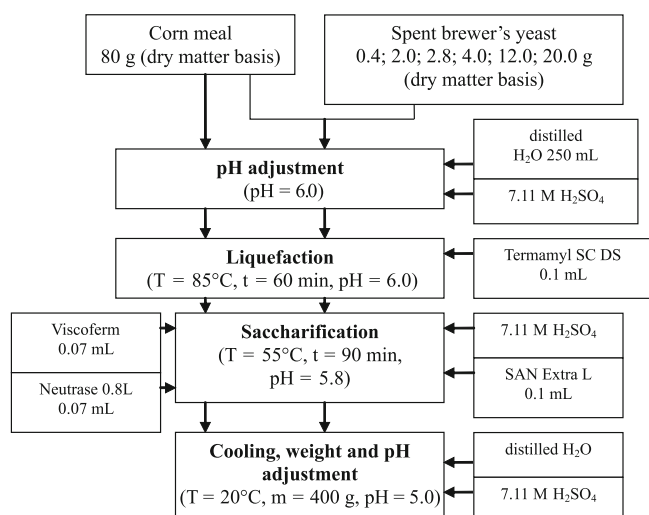 Corn meal
80 g (dry matter basis)
Spent brewer's yeast
0.4; 2.0; 2.8; 4.0; 12.0; 20.0 g
(dry matter basis)
pH adjustment
(pH = 6.0)
distilled
H₂O 250 mL
7.11 M H₂SO₄
Liquefaction
(T = 85°C, t = 60 min, pH = 6.0)
Termamyl SC DS
0.1 mL
Viscoferm
0.07 mL
Neutrase 0.8L
0.07 mL
Saccharification
(T = 55°C, t = 90 min,
pH = 5.8)
7.11 M H₂SO₄
SAN Extra L
0.1 mL
Cooling, weight and pH
adjustment
(T = 20°C, m = 400 g, pH = 5.0)
distilled H₂O
7.11 M H₂SO₄